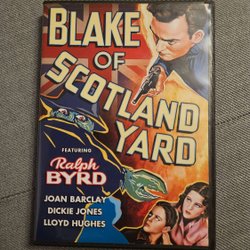 BLAKE
OF
SCOTLAND
YARD
FEATURING
Ralph
BYRD
JOAN BARCLAY
DICKIE JONES
LLOYD HUGHES